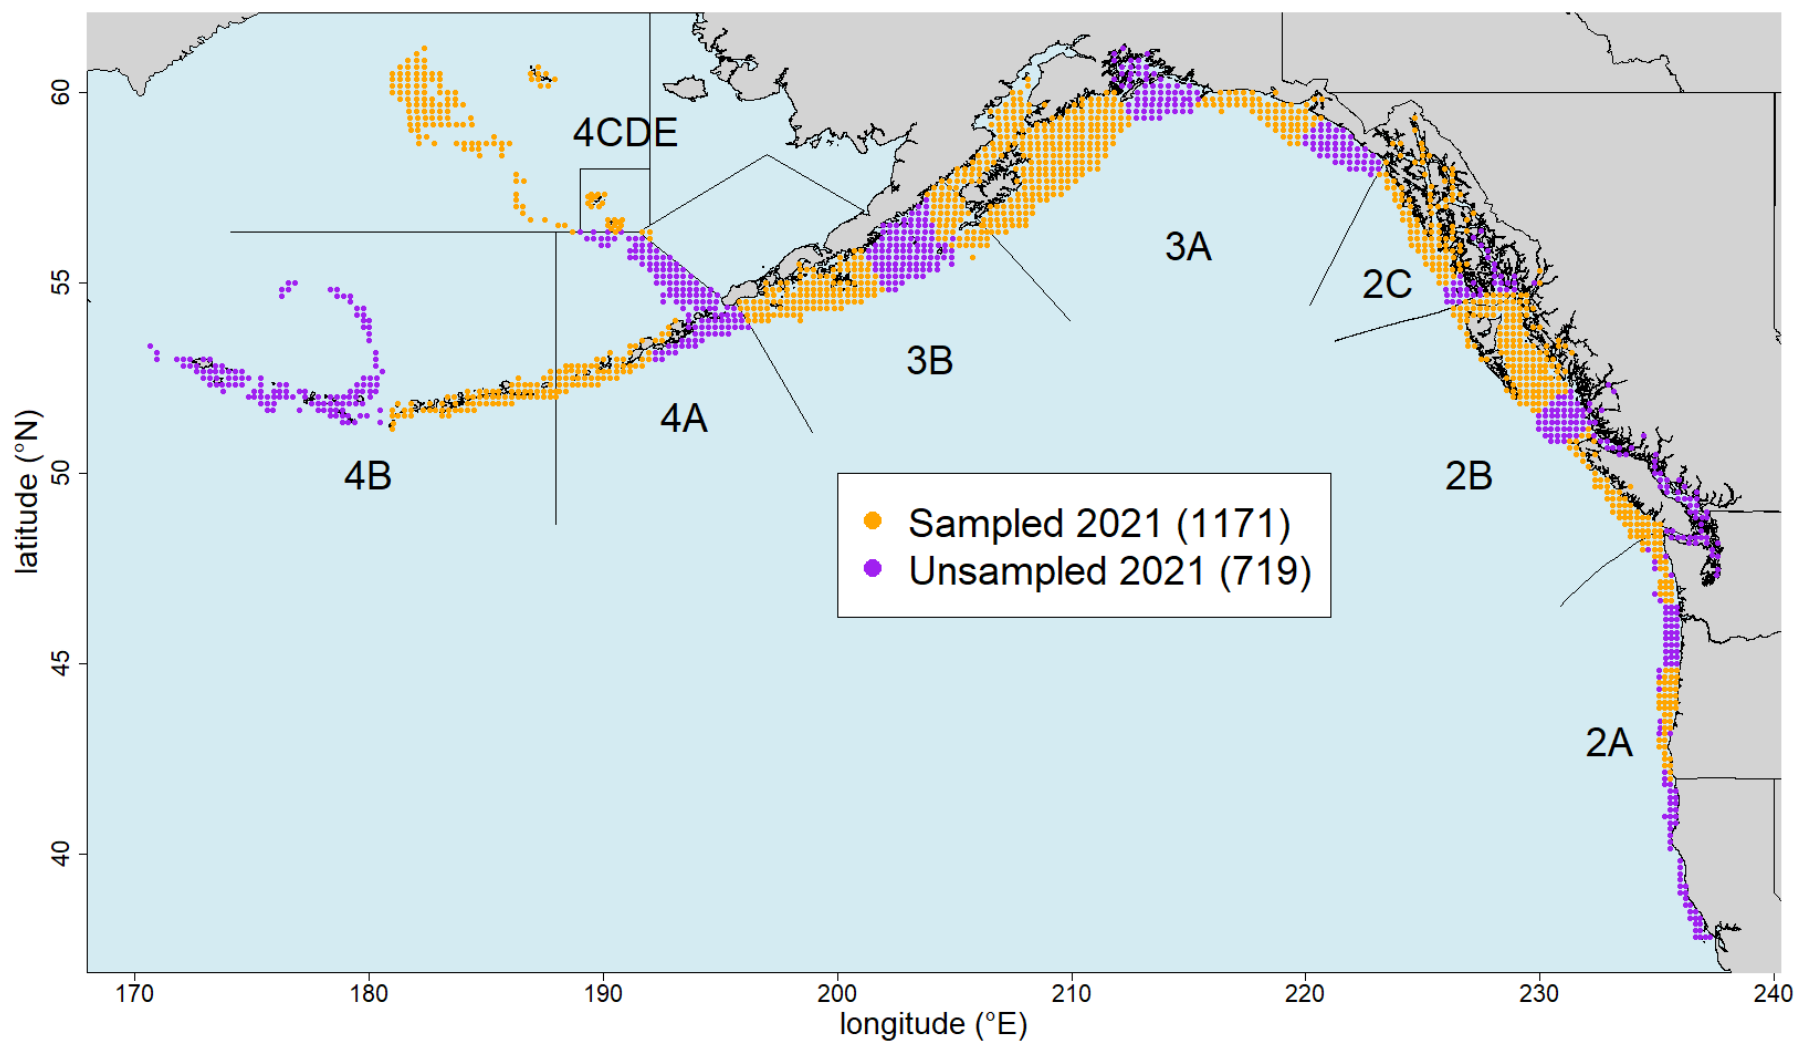 60
55
50
45
40
latitude (°N)
4CDE
3A
2C
3B
4A
4B
2B
2A
Sampled 2021 (1171)
Unsampled 2021 (719)
170
180
190
200
210
220
230
240
longitude (°E)